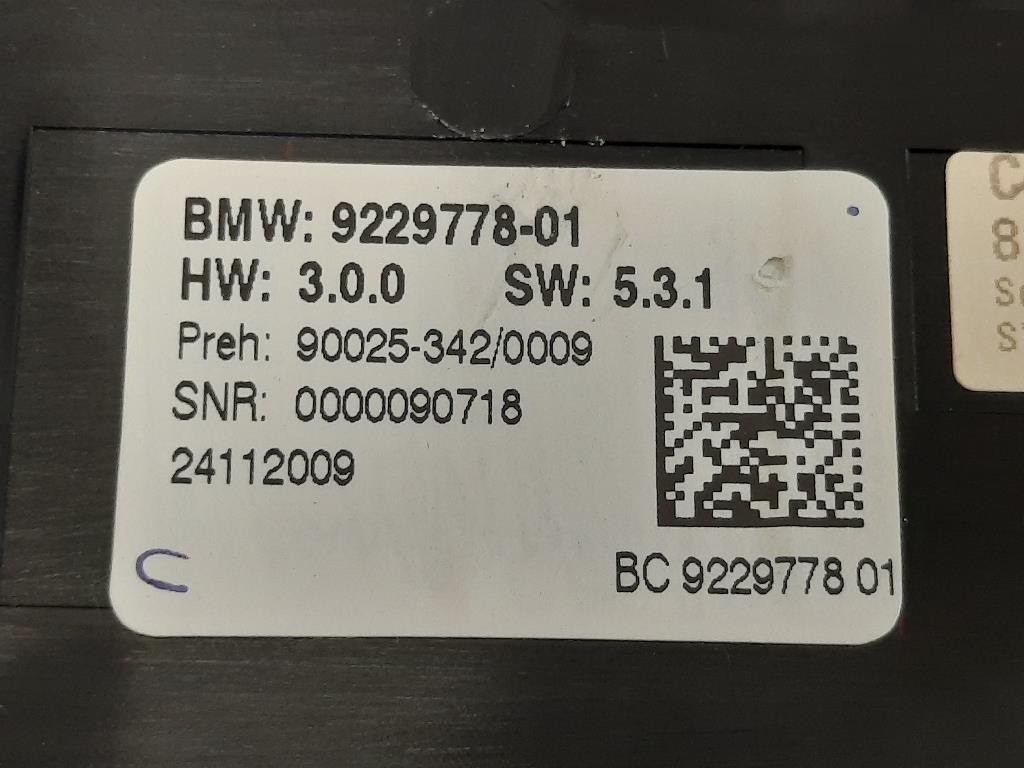 BMW: 9229778-01
HW: 3.0.0 SW: 5.3.1
Preh: 90025-342/0009
SNR: 0000090718
24112009
C
BC 9229778 01
C
8
S